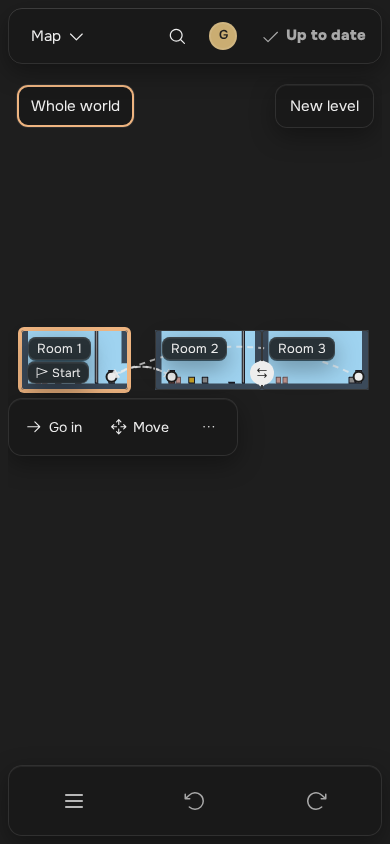 Map
G
Up to date
Whole world
New level
Room 1
Room 2
Room 3
Start
Go in
Move
...